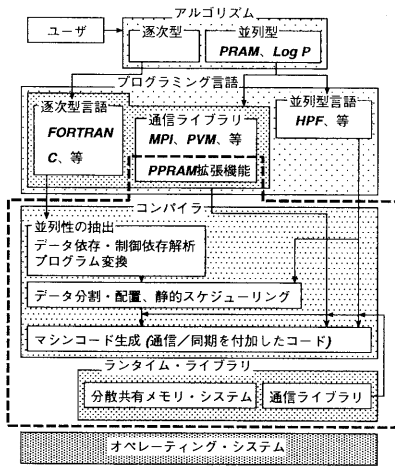 アルゴリズム
ユーザ
逐次型
並列型
PRAM、Log P
プログラミング言語
逐次型言語
FORTRAN
C、等
通信ライブラリ
MPI、PVM、等
PPRAM拡張機能
並列型言語
HPF、等
コンパイラ
並列性の抽出
データ依存・制御依存解析
プログラム変換
データ分割・配置、静的スケジューリング
マシンコード生成(通信/同期を付加したコード)
ランタイム・ライブラリ
分散共有メモリ・システム
通信ライブラリ
オペレーティング・システム